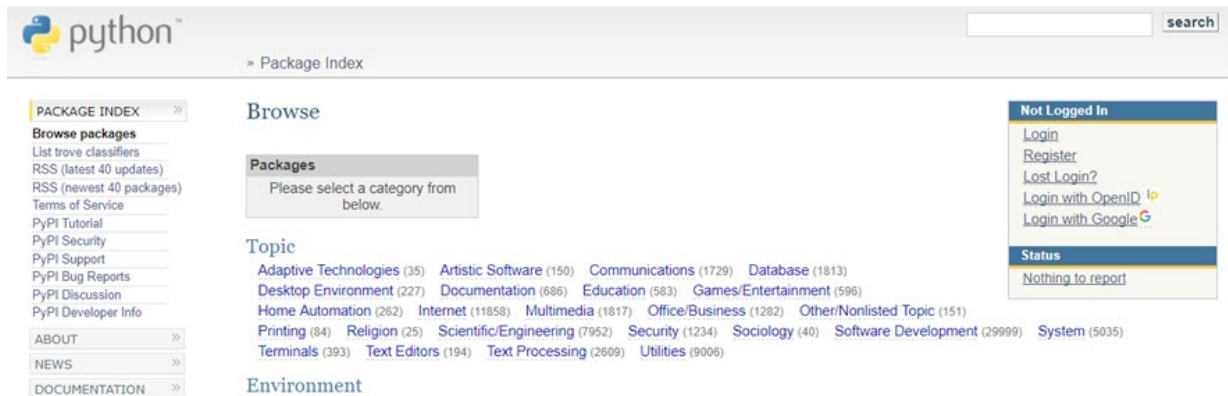 python™
search
» Package Index
PACKAGE INDEX »
Browse packages
List trove classifiers
RSS (latest 40 updates)
RSS (newest 40 packages)
Terms of Service
PyPI Tutorial
PyPI Security
PyPI Support
PyPI Bug Reports
PyPI Discussion
PyPI Developer Info
ABOUT »
NEWS »
DOCUMENTATION »
Browse
Packages
Please select a category from
below.
Topic
Adaptive Technologies (35) Artistic Software (150) Communications (1729) Database (1813)
Desktop Environment (227) Documentation (686) Education (583) Games/Entertainment (596)
Home Automation (262) Internet (11858) Multimedia (1817) Office/Business (1282) Other/Nonlisted Topic (151)
Printing (84) Religion (25) Scientific/Engineering (7952) Security (1234) Sociology (40) Software Development (29999) System (5035)
Terminals (393) Text Editors (194) Text Processing (2609) Utilities (9006)
Environment
Not Logged In
Login
Register
Lost Login?
Login with OpenID lp
Login with Google G
Status
Nothing to report